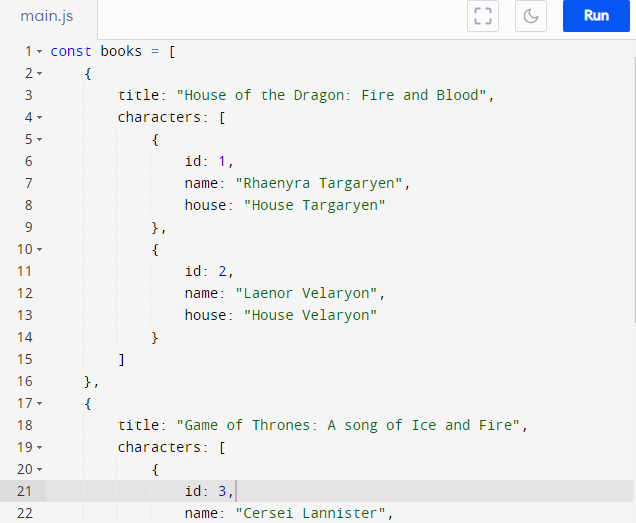 main.js
Run
1 const books = [
2 {
3 title: "House of the Dragon: Fire and Blood",
4 characters: [
5 {
6 id: 1,
7 name: "Rhaenyra Targaryen",
8 house: "House Targaryen"
9 },
10 {
11 id: 2,
12 name: "Laenor Velaryon",
13 house: "House Velaryon"
14 }
15 ]
16 },
17 {
18 title: "Game of Thrones: A song of Ice and Fire",
19 characters: [
20 {
21 id: 3,
22 name: "Cersei Lannister",